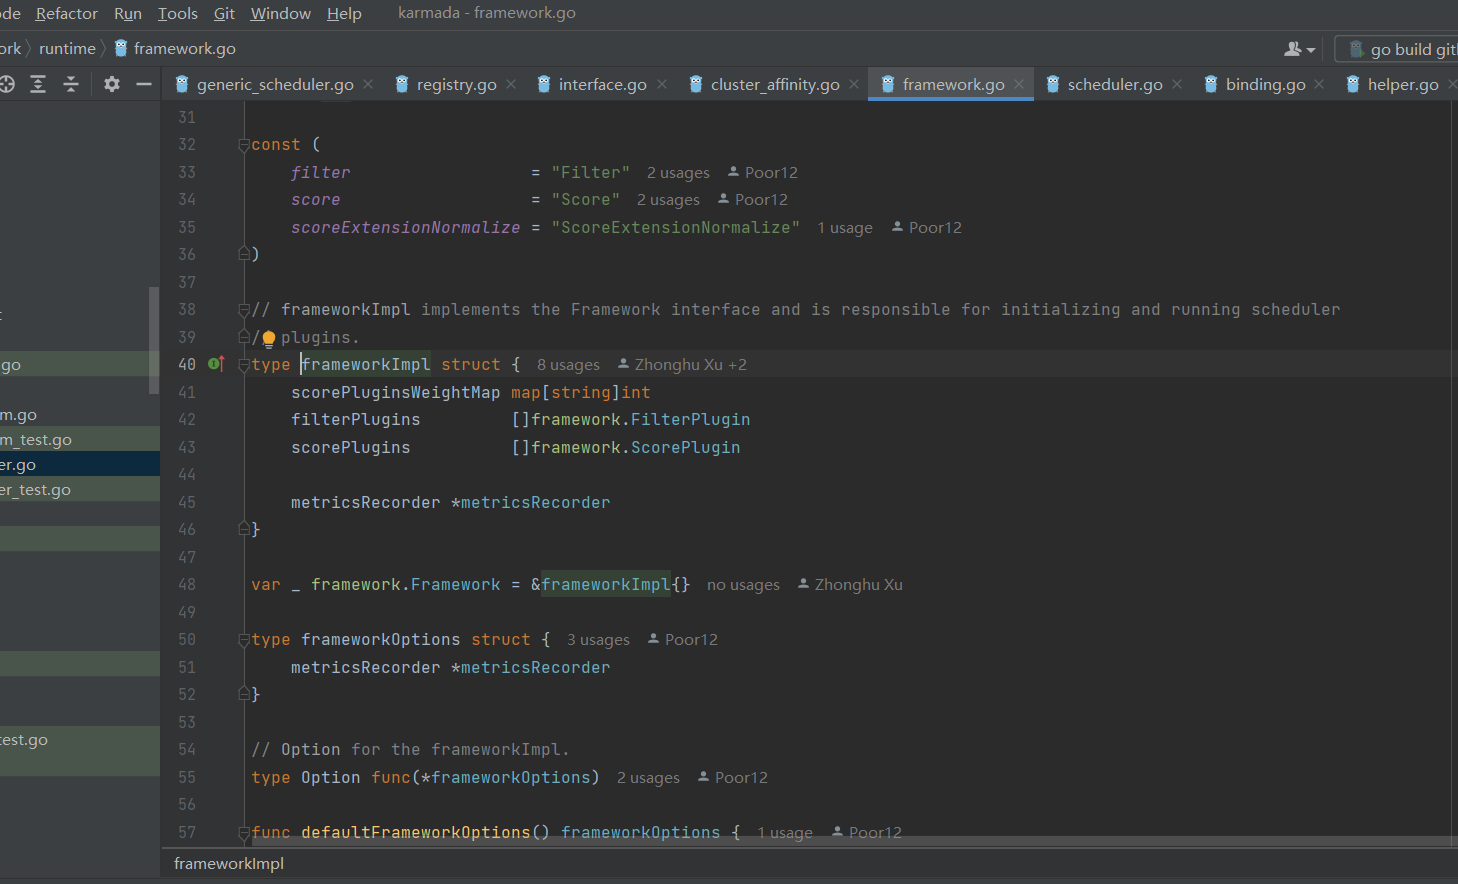 de Refactor Run Tools Git Window Help karmada - framework.go
ork runtime framework.go go build git
generic_scheduler.go registry.go interface.go cluster_affinity.go framework.go scheduler.go binding.go helper.go
31
32 const (
33 filter = "Filter" 2 usages Poor12
34 score = "Score" 2 usages Poor12
35 scoreExtensionNormalize = "ScoreExtensionNormalize" 1 usage Poor12
36 )
37
38 // frameworkImpl implements the Framework interface and is responsible for initializing and running scheduler
39 / plugins.
40 type frameworkImpl struct { 8 usages Zhonghu Xu +2
41 scorePluginsWeightMap map[string]int
42 filterPlugins []framework.FilterPlugin
43 scorePlugins []framework.ScorePlugin
44
45 metricsRecorder *metricsRecorder
46 }
47
48 var _ framework.Framework = &frameworkImpl{} no usages Zhonghu Xu
49
50 type frameworkOptions struct { 3 usages Poor12
51 metricsRecorder *metricsRecorder
52 }
53
54 // Option for the frameworkImpl.
55 type Option func(*frameworkOptions) 2 usages Poor12
56
57 func defaultFrameworkOptions() frameworkOptions { 1 usage Poor12
t
go
m.go
m_test.go
er.go
er_test.go
test.go
frameworkImpl